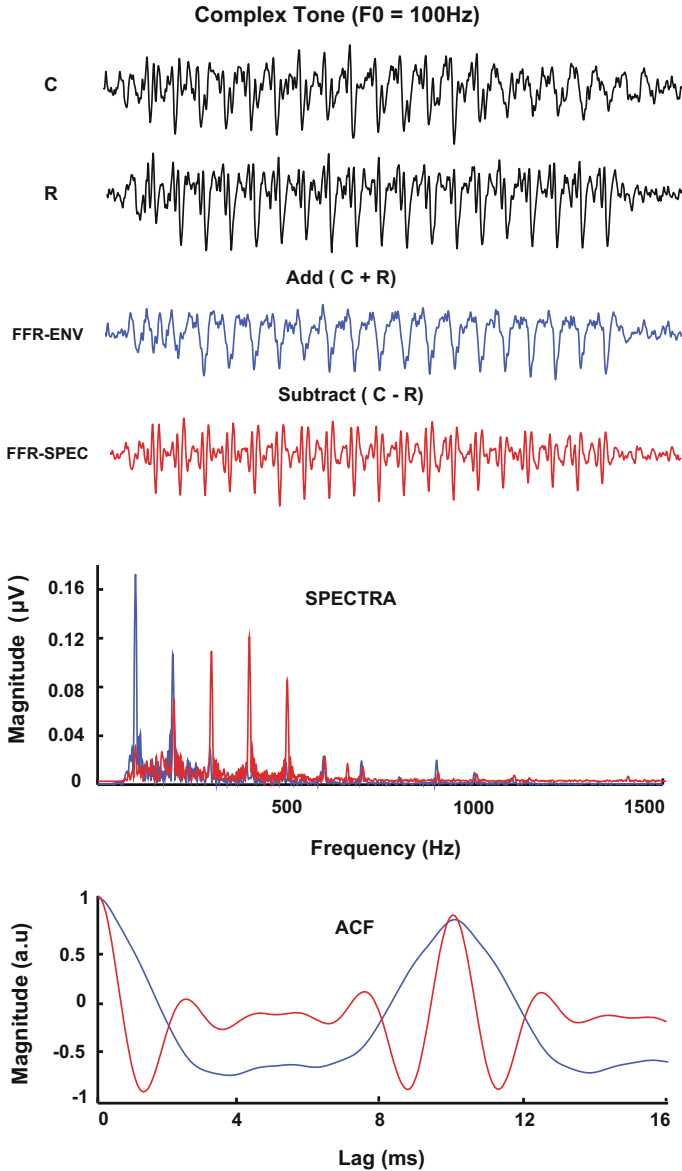 Complex Tone (F0 = 100Hz)
C
R
Add ( C + R)
FFR-ENV
Subtract ( C - R)
FFR-SPEC
SPECTRA
Magnitude (µV)
0.16
0.12
0.08
0.04
0
500 1000 1500
Frequency (Hz)
ACF
Magnitude (a.u)
1
0.5
0
-0.5
-1
0 4 8 12 16
Lag (ms)